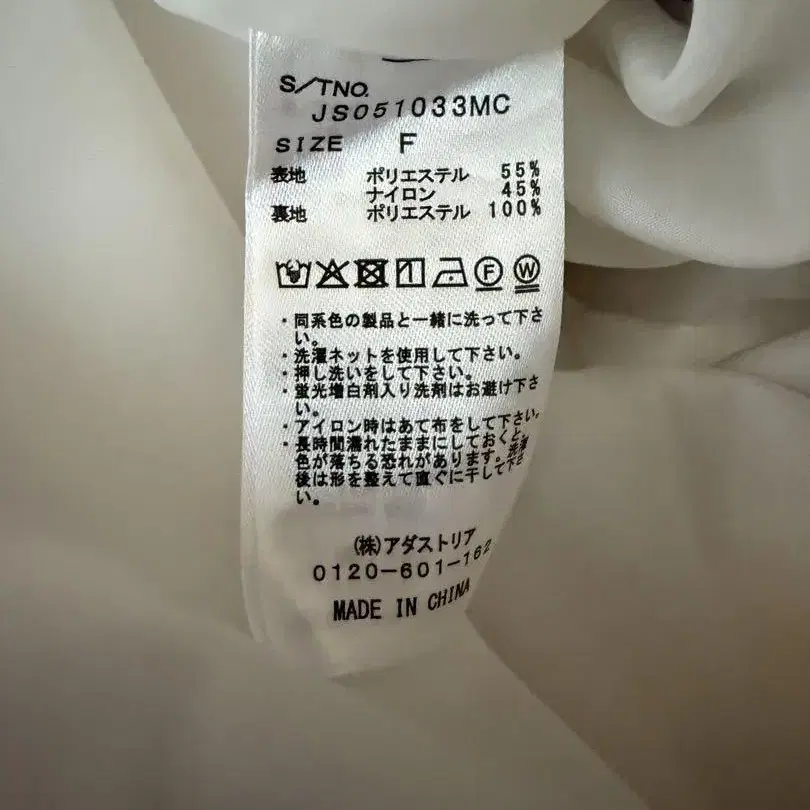 S/TNO.
JS051033MC
SIZE F
表地 ポリエステル 55%
ナイロン 45%
裏地 ポリエステル 100%
F W
・同系色の製品と一緒に洗って下さ
い。
・洗濯ネットを使用して下さい。
・押し洗いをして下さい。
・蛍光増白剤入り洗剤はお避け下さ
い。
・アイロン時はあて布をして下さい。
・長時間濡れたままにしておくと、
色が落ちる恐れがあります。洗濯
後は形を整えて直ぐに干して下さ
い。
(株)アダストリア
0120-601-162
MADE IN CHINA